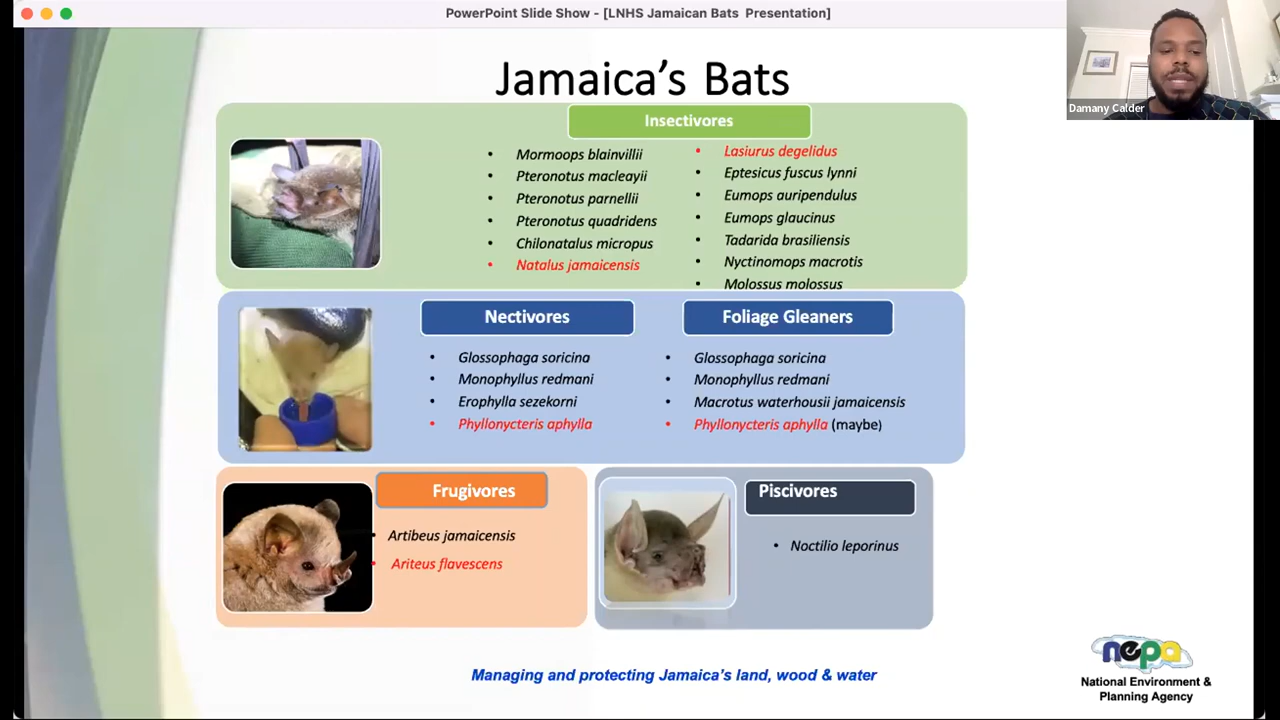 PowerPoint Slide Show - [LNHS Jamaican Bats  Presentation]
Damany Calder
Jamaica's Bats
Insectivores
• Mormoops blainvillii
• Pteronotus macleayii
• Pteronotus parnellii
• Pteronotus quadridens
• Chilonatalus micropus
• Natalus jamaicensis
• Lasiurus degelidus
• Eptesicus fuscus lynni
• Eumops auripendulus
• Eumops glaucinus
• Tadarida brasiliensis
• Nyctinomops macrotis
• Molossus molossus
Nectivores
• Glossophaga soricina
• Monophyllus redmani
• Erophylla sezekorni
• Phyllonycteris aphylla
Foliage Gleaners
• Glossophaga soricina
• Monophyllus redmani
• Macrotus waterhousii jamaicensis
• Phyllonycteris aphylla (maybe)
Frugivores
• Artibeus jamaicensis
• Ariteus flavescens
Piscivores
• Noctilio leporinus
Managing and protecting Jamaica's land, wood & water
nepa
National Environment &
Planning Agency